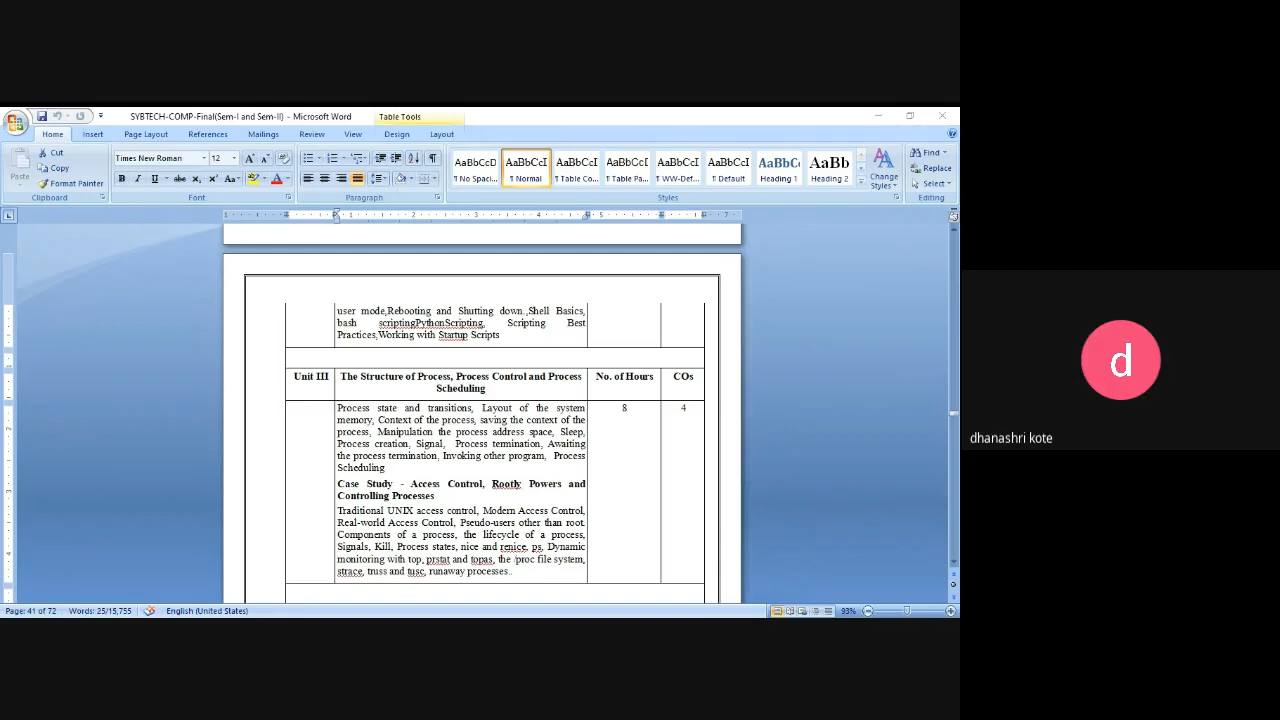 SYBTECH-COMP-Final(Sem-I and Sem-II) - Microsoft Word
Table Tools
Home Insert Page Layout References Mailings Review View Design Layout
Paste
Cut
Copy
Format Painter
Clipboard
Times New Roman 12
Font
Paragraph
AaBbCcD AaBbCcI AaBbCcI AaBbCcI AaBbCcI AaBbCcI AaBbCc AaBb
¶ No Spaci... ¶ Normal ¶ Table Co... ¶ Table Pa... ¶ WW-Def... ¶ Default Heading 1 Heading 2
Change Styles
Styles
Find
Replace
Select
Editing
user mode,Rebooting and Shutting down.,Shell Basics,
bash scriptingPythonScripting, Scripting Best
Practices,Working with Startup Scripts
Unit III The Structure of Process, Process Control and Process No. of Hours COs
Scheduling
Process state and transitions, Layout of the system 8 4
memory, Context of the process, saving the context of the
process, Manipulation the process address space, Sleep,
Process creation, Signal, Process termination, Awaiting
the process termination, Invoking other program, Process
Scheduling
Case Study - Access Control, Rootly Powers and
Controlling Processes
Traditional UNIX access control, Modern Access Control,
Real-world Access Control, Pseudo-users other than root.
Components of a process, the lifecycle of a process,
Signals, Kill, Process states, nice and renice, ps, Dynamic
monitoring with top, prstat and topas, the /proc file system,
strace, truss and tusc, runaway processes..
Page: 41 of 72 Words: 25/15,755 English (United States) 93%
d
dhanashri kote